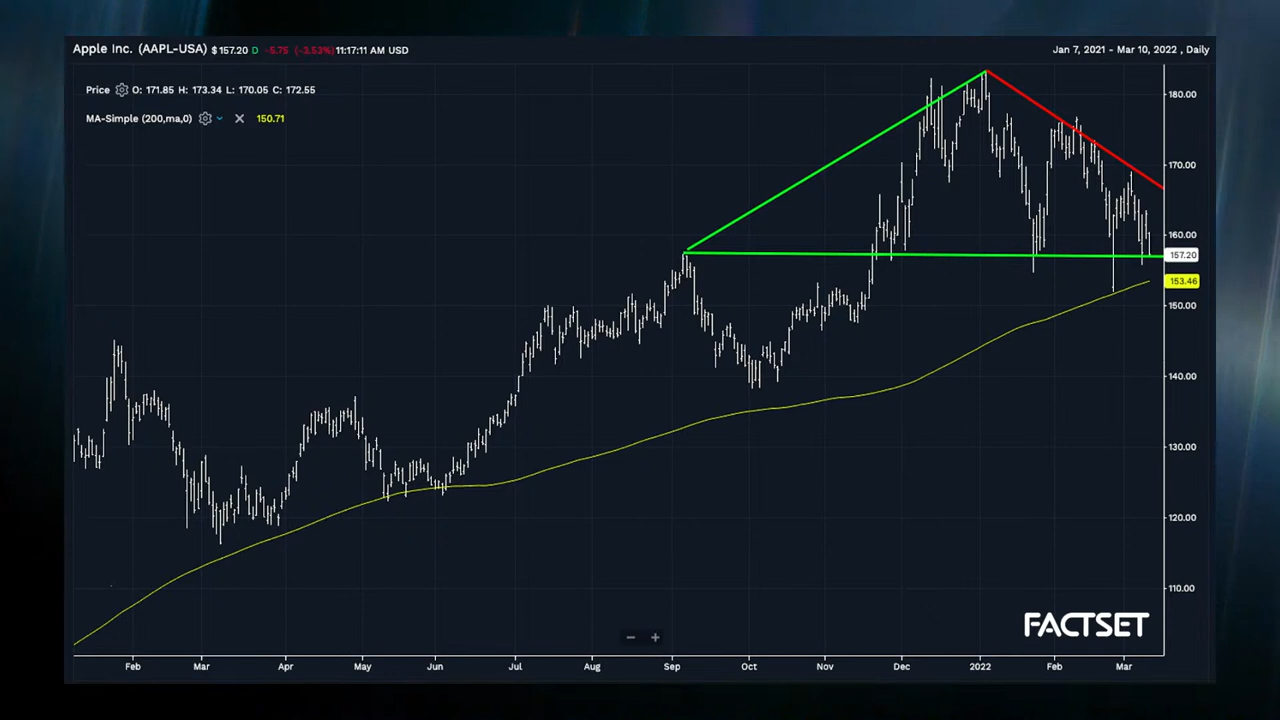 Apple Inc. (AAPL-USA) $157.20 D -5.75 (-3.53%) 11:17:11 AM USD
Jan 7, 2021 - Mar 10, 2022 , Daily
Price O: 171.85 H: 173.34 L: 170.05 C: 172.55
MA-Simple (200,ma,0) 150.71
180.00
170.00
160.00
157.20
153.46
150.00
140.00
130.00
120.00
110.00
FACTSET
Feb Mar Apr May Jun Jul Aug Sep Oct Nov Dec 2022 Feb Mar